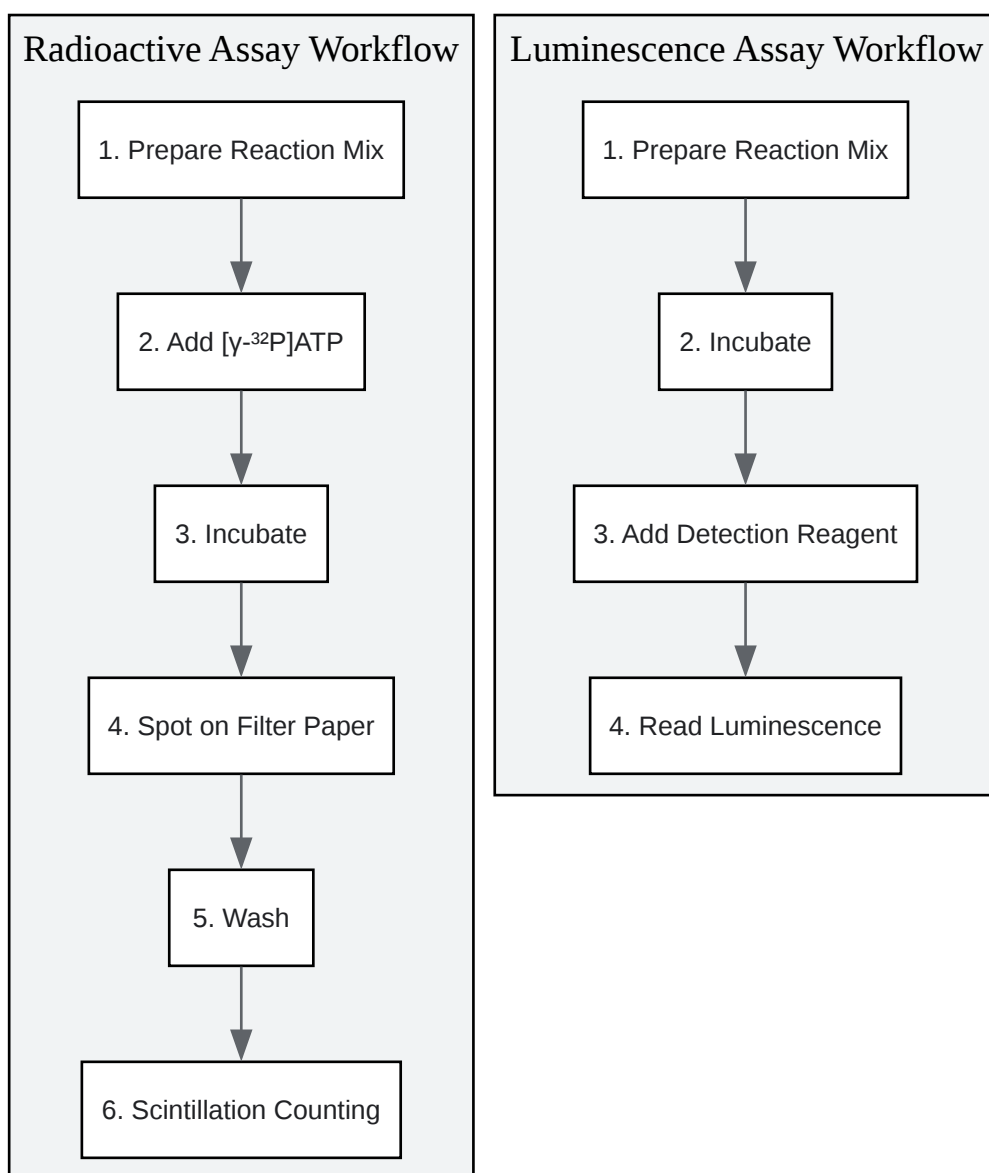 Radioactive Assay Workflow
1. Prepare Reaction Mix
2. Add [γ-³²P]ATP
3. Incubate
4. Spot on Filter Paper
5. Wash
6. Scintillation Counting
Luminescence Assay Workflow
1. Prepare Reaction Mix
2. Incubate
3. Add Detection Reagent
4. Read Luminescence